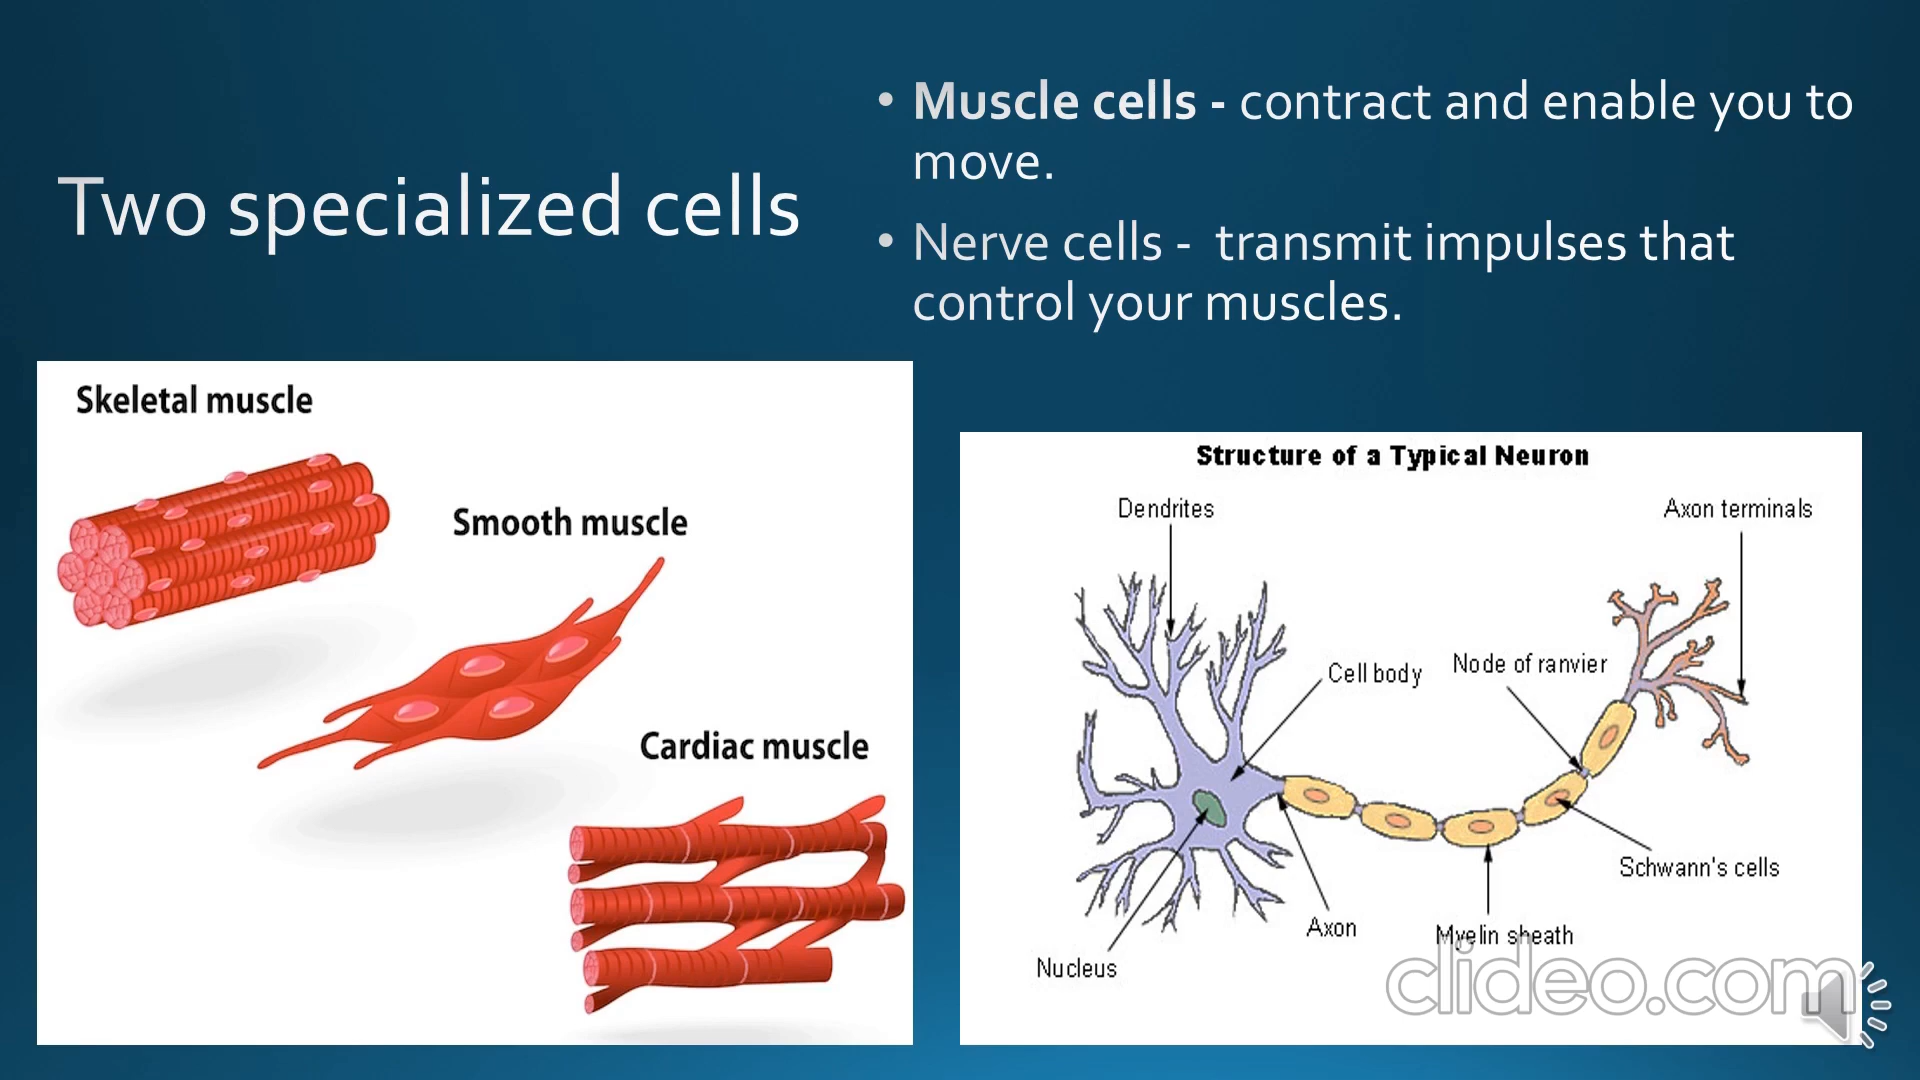 Two specialized cells
• Muscle cells - contract and enable you to
move.
• Nerve cells - transmit impulses that
control your muscles.
Skeletal muscle
Smooth muscle
Cardiac muscle
Structure of a Typical Neuron
Dendrites
Axon terminals
Cell body
Node of ranvier
Schwann's cells
Axon
Myelin sheath
Nucleus
clideo.com